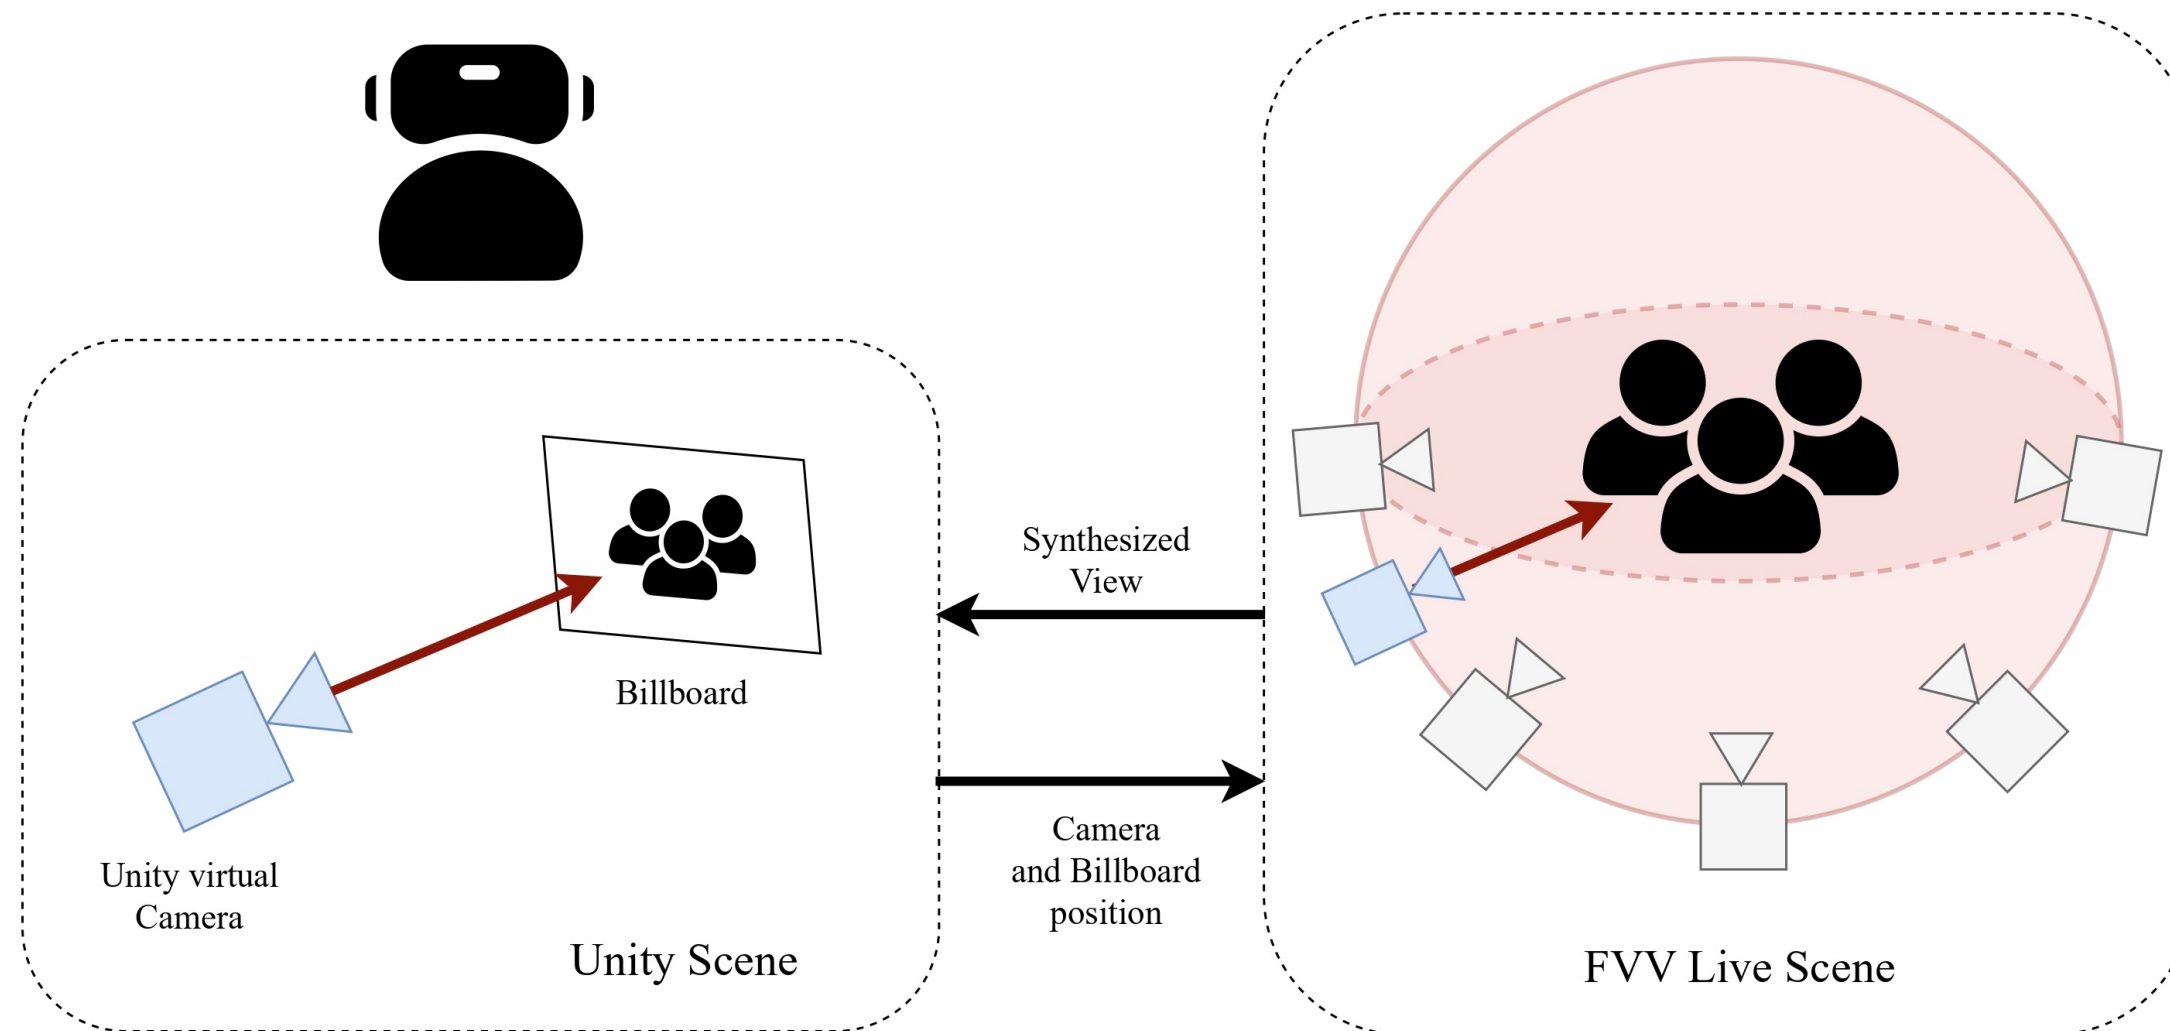 Synthesized
View
Billboard
Camera
and Billboard
position
Unity virtual
Camera
Unity Scene
FVV Live Scene